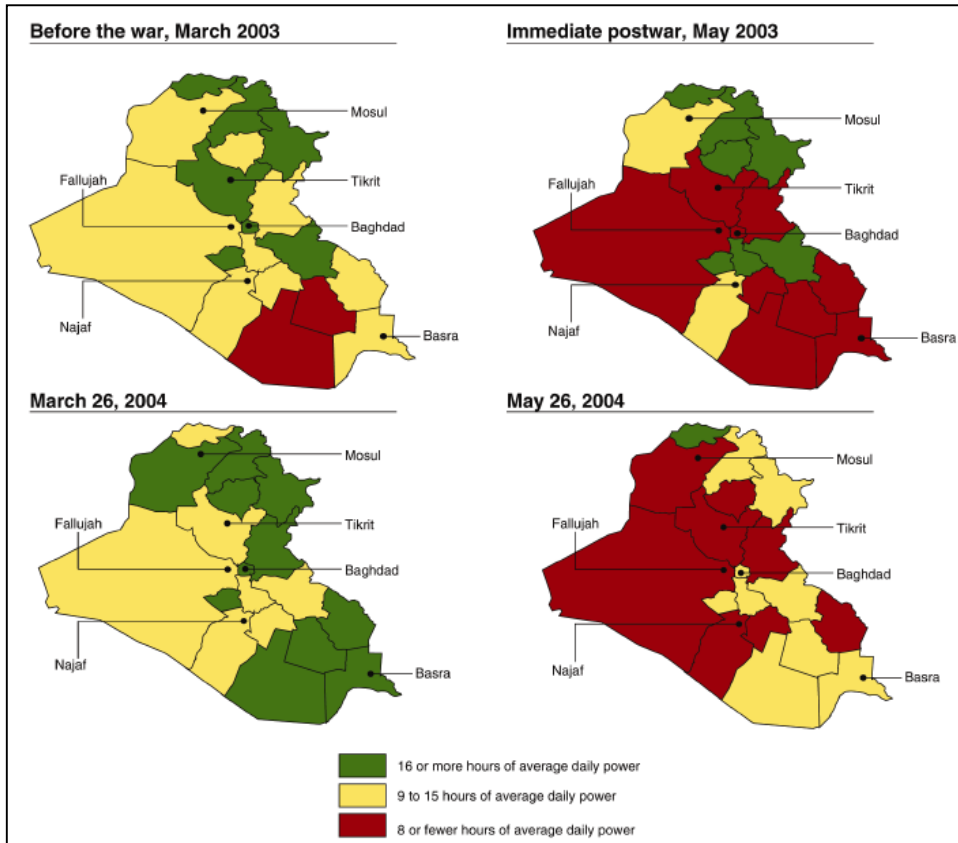 Before the war, March 2003
Mosul
Fallujah
Tikrit
Baghdad
Najaf
Basra
Immediate postwar, May 2003
Mosul
Fallujah
Tikrit
Baghdad
Najaf
Basra
March 26, 2004
Mosul
Fallujah
Tikrit
Baghdad
Najaf
Basra
May 26, 2004
Mosul
Fallujah
Tikrit
Baghdad
Najaf
Basra
16 or more hours of average daily power
9 to 15 hours of average daily power
8 or fewer hours of average daily power